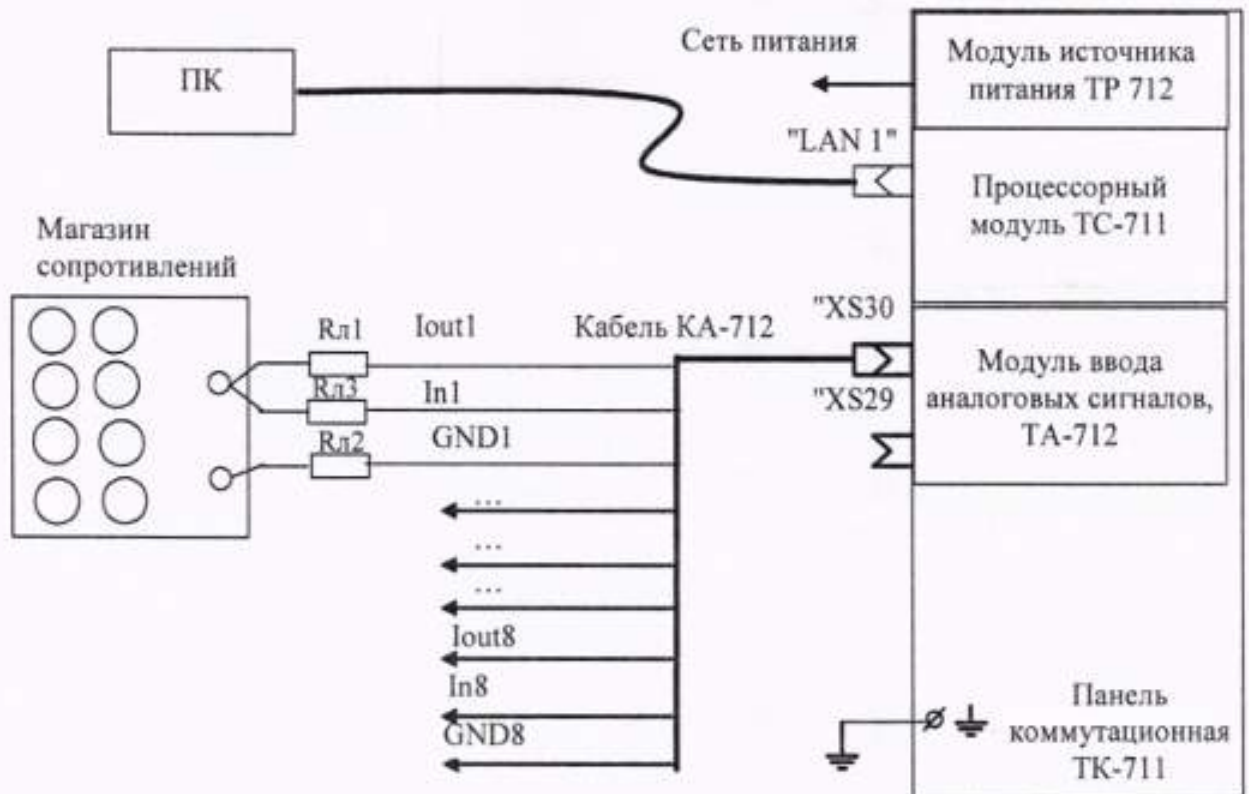 Сеть питания
Модуль источника
питания ТР 712
ПК
"LAN 1"
Процессорный
модуль ТС-711
Магазин
сопротивлений
Rл1
Iout1
Кабель КА-712
"XS30
Rл3
In1
"XS29
Модуль ввода
аналоговых сигналов,
ТА-712
Rл2
GND1
...
...
...
Iout8
In8
GND8
Панель
коммутационная
ТК-711